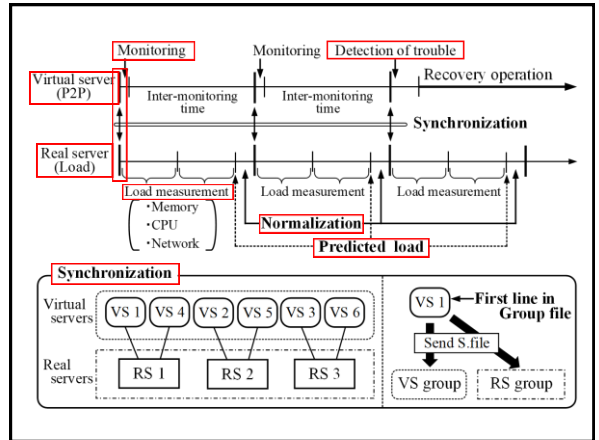 Monitoring
Monitoring
Detection of trouble
Virtual server
(P2P)
Inter-monitoring
time
Inter-monitoring
time
Recovery operation
Synchronization
Real server
(Load)
Load measurement
Load measurement
Load measurement
・Memory
・CPU
・Network
Normalization
Predicted load
Synchronization
Virtual
servers
VS 1
VS 4
VS 2
VS 5
VS 3
VS 6
Real
servers
RS 1
RS 2
RS 3
VS 1
First line in
Group file
Send S.file
VS group
RS group